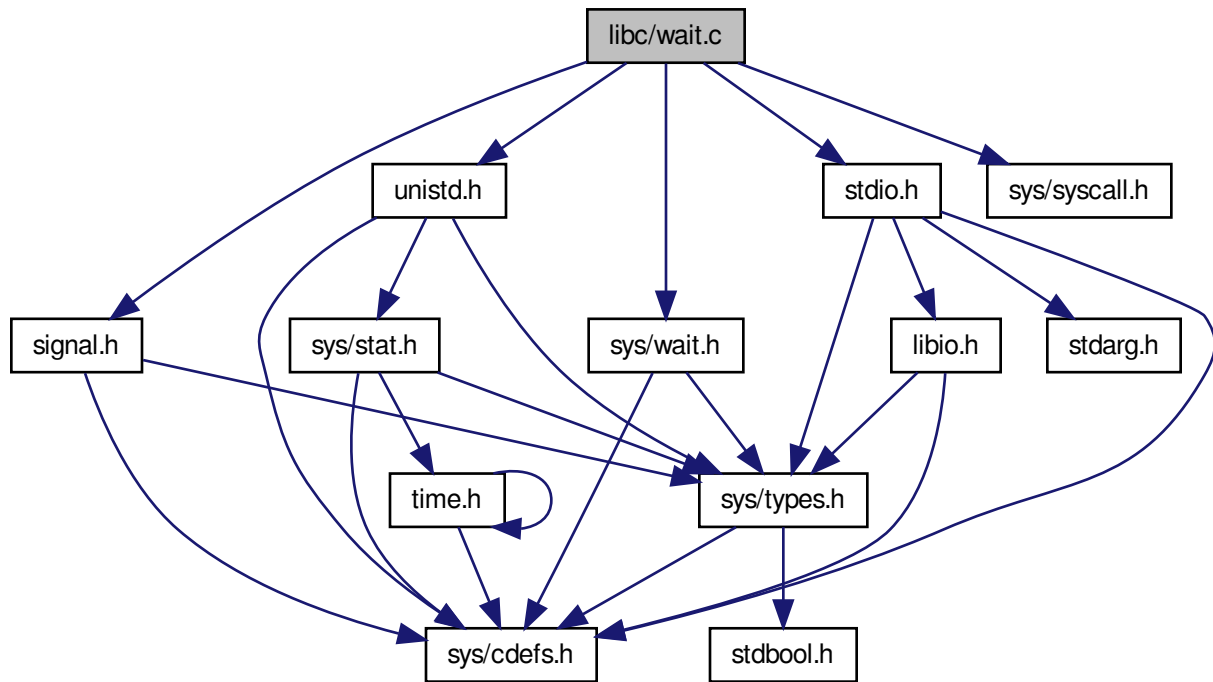 libc/wait.c
unistd.h
stdio.h
sys/syscall.h
signal.h
sys/stat.h
sys/wait.h
libio.h
stdarg.h
time.h
sys/types.h
sys/cdefs.h
stdbool.h